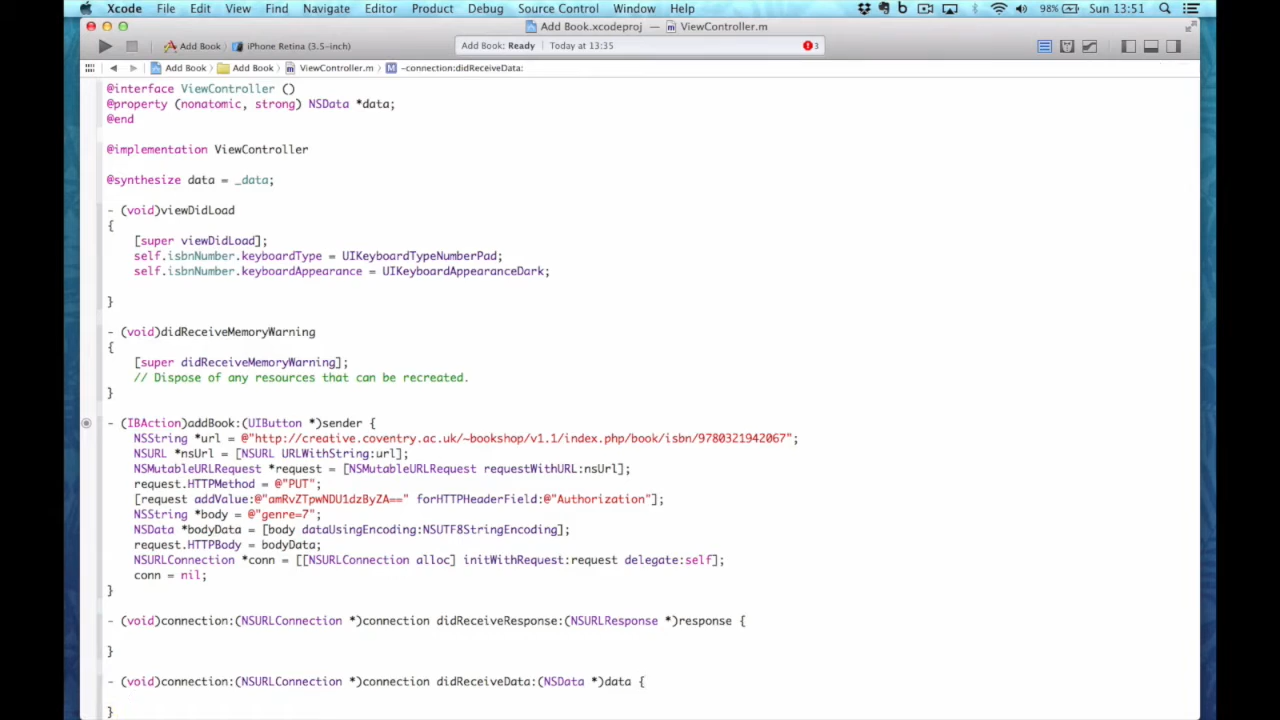 Xcode File Edit View Find Navigate Editor Product Debug Source Control Window Help 98% Sun 13:51
Add Book.xcodeproj — ViewController.m
Add Book iPhone Retina (3.5-inch) Add Book: Ready Today at 13:35 3
Add Book Add Book ViewController.m M -connection:didReceiveData:
@interface ViewController ()
@property (nonatomic, strong) NSData *data;
@end
@implementation ViewController
@synthesize data = _data;
- (void)viewDidLoad
{
[super viewDidLoad];
self.isbnNumber.keyboardType = UIKeyboardTypeNumberPad;
self.isbnNumber.keyboardAppearance = UIKeyboardAppearanceDark;
}
- (void)didReceiveMemoryWarning
{
[super didReceiveMemoryWarning];
// Dispose of any resources that can be recreated.
}
- (IBAction)addBook:(UIButton *)sender {
NSString *url = @"http://creative.coventry.ac.uk/~bookshop/v1.1/index.php/book/isbn/9780321942067";
NSURL *nsUrl = [NSURL URLWithString:url];
NSMutableURLRequest *request = [NSMutableURLRequest requestWithURL:nsUrl];
request.HTTPMethod = @"PUT";
[request addValue:@"amRvZTpwNDU1dzByZA==" forHTTPHeaderField:@"Authorization"];
NSString *body = @"genre=7";
NSData *bodyData = [body dataUsingEncoding:NSUTF8StringEncoding];
request.HTTPBody = bodyData;
NSURLConnection *conn = [[NSURLConnection alloc] initWithRequest:request delegate:self];
conn = nil;
}
- (void)connection:(NSURLConnection *)connection didReceiveResponse:(NSURLResponse *)response {
}
- (void)connection:(NSURLConnection *)connection didReceiveData:(NSData *)data {
}